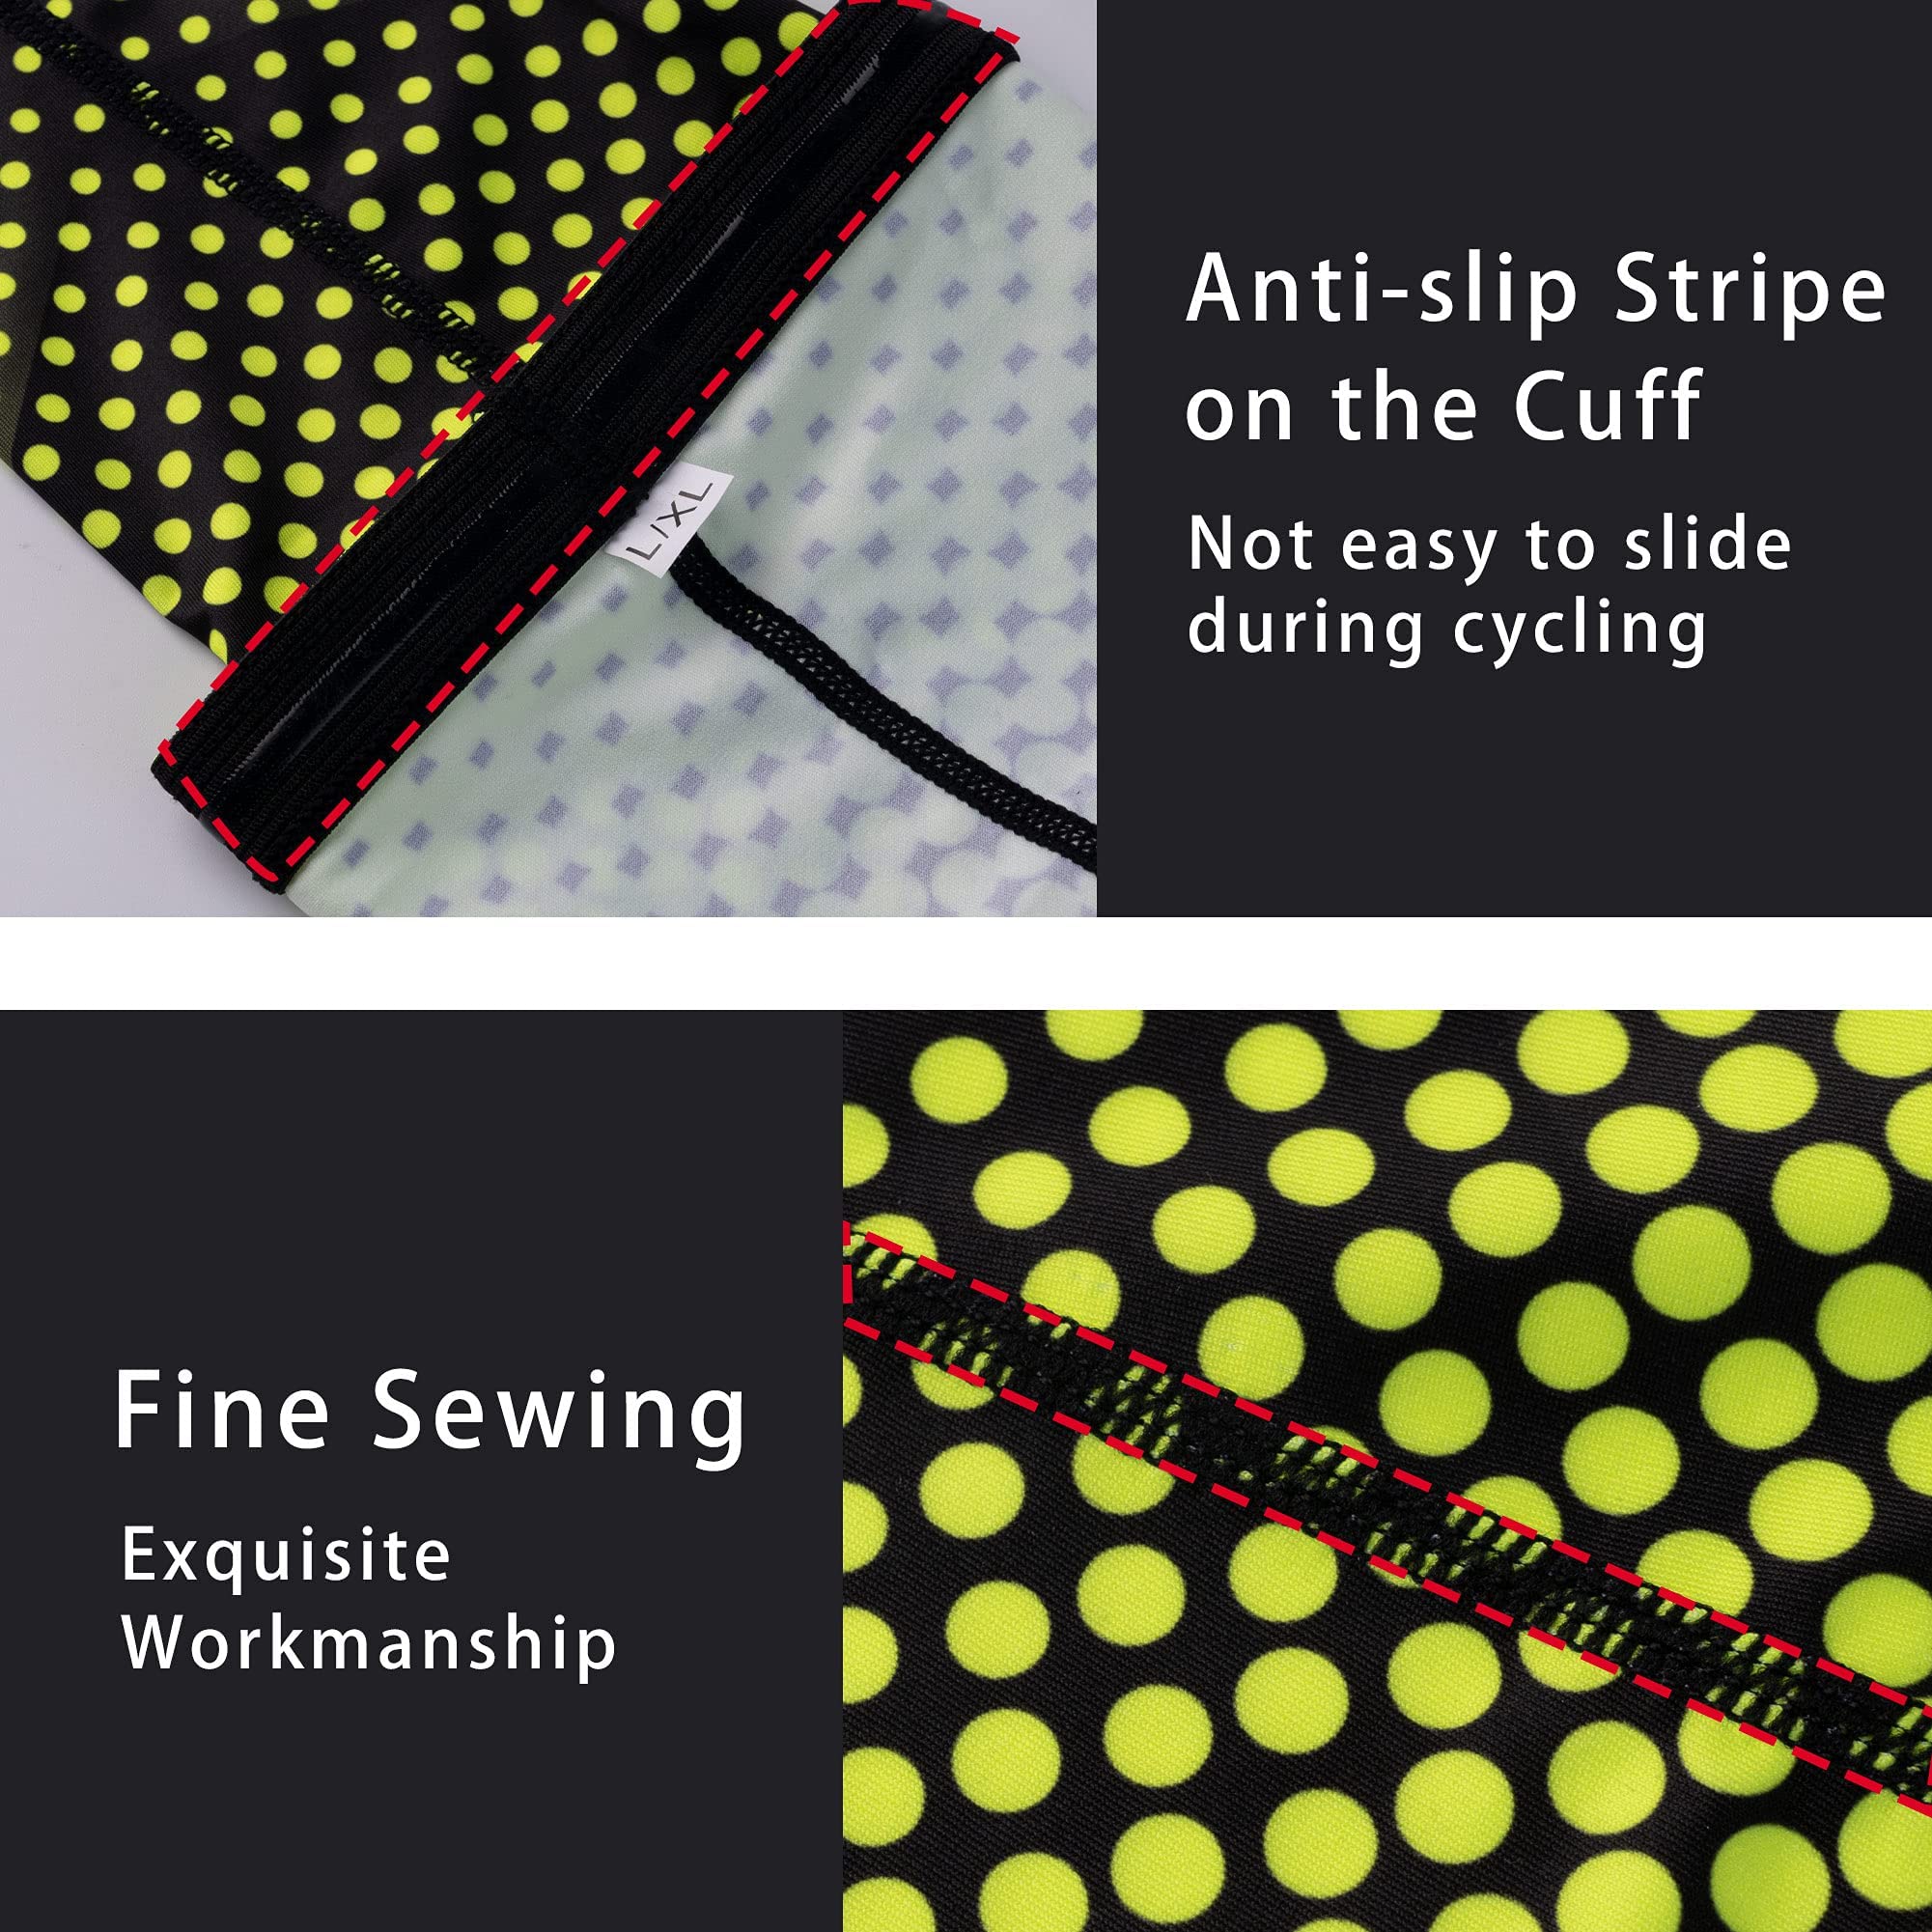 Anti-slip Stripe
on the Cuff
Not easy to slide
during cycling
L/XL
Fine Sewing
Exquisite
Workmanship